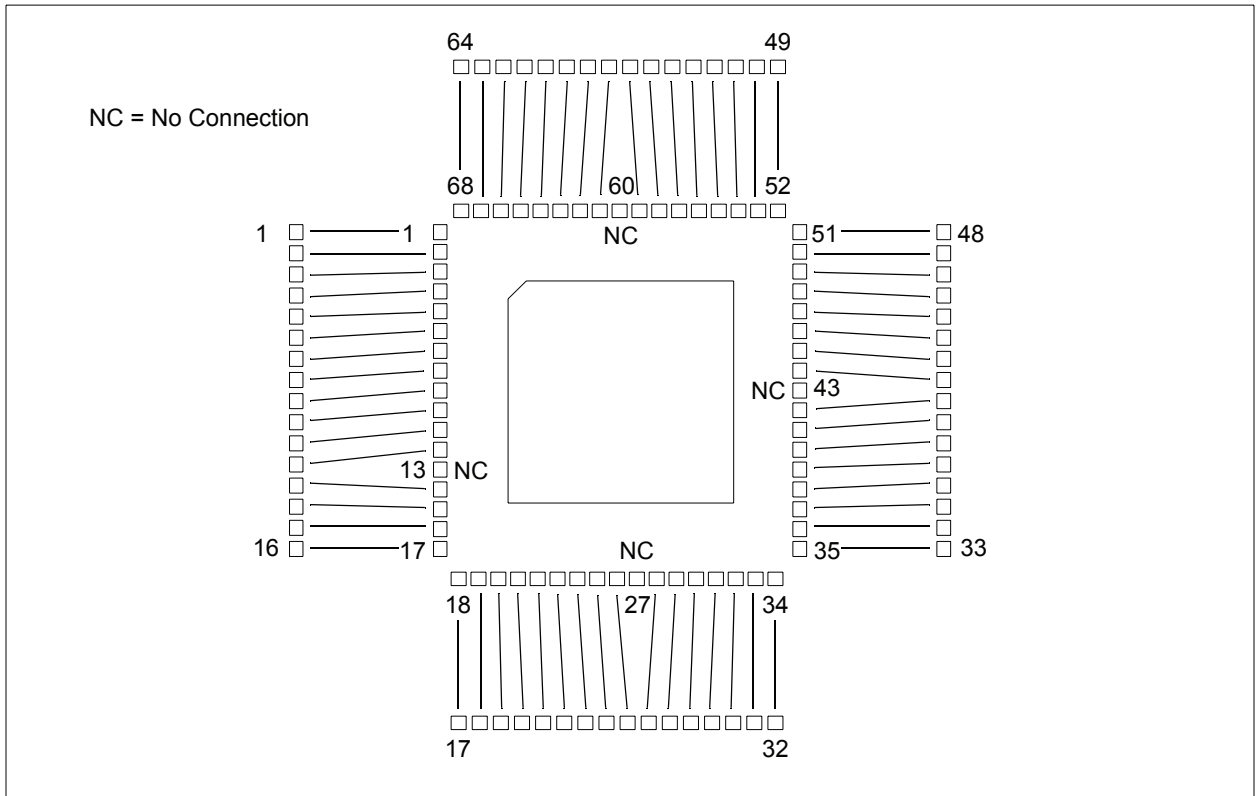 64 49
NC = No Connection
68 60 52
1 1 NC 51 48
NC 43
13 NC
16 17 NC 35 33
18 27 34
17 32